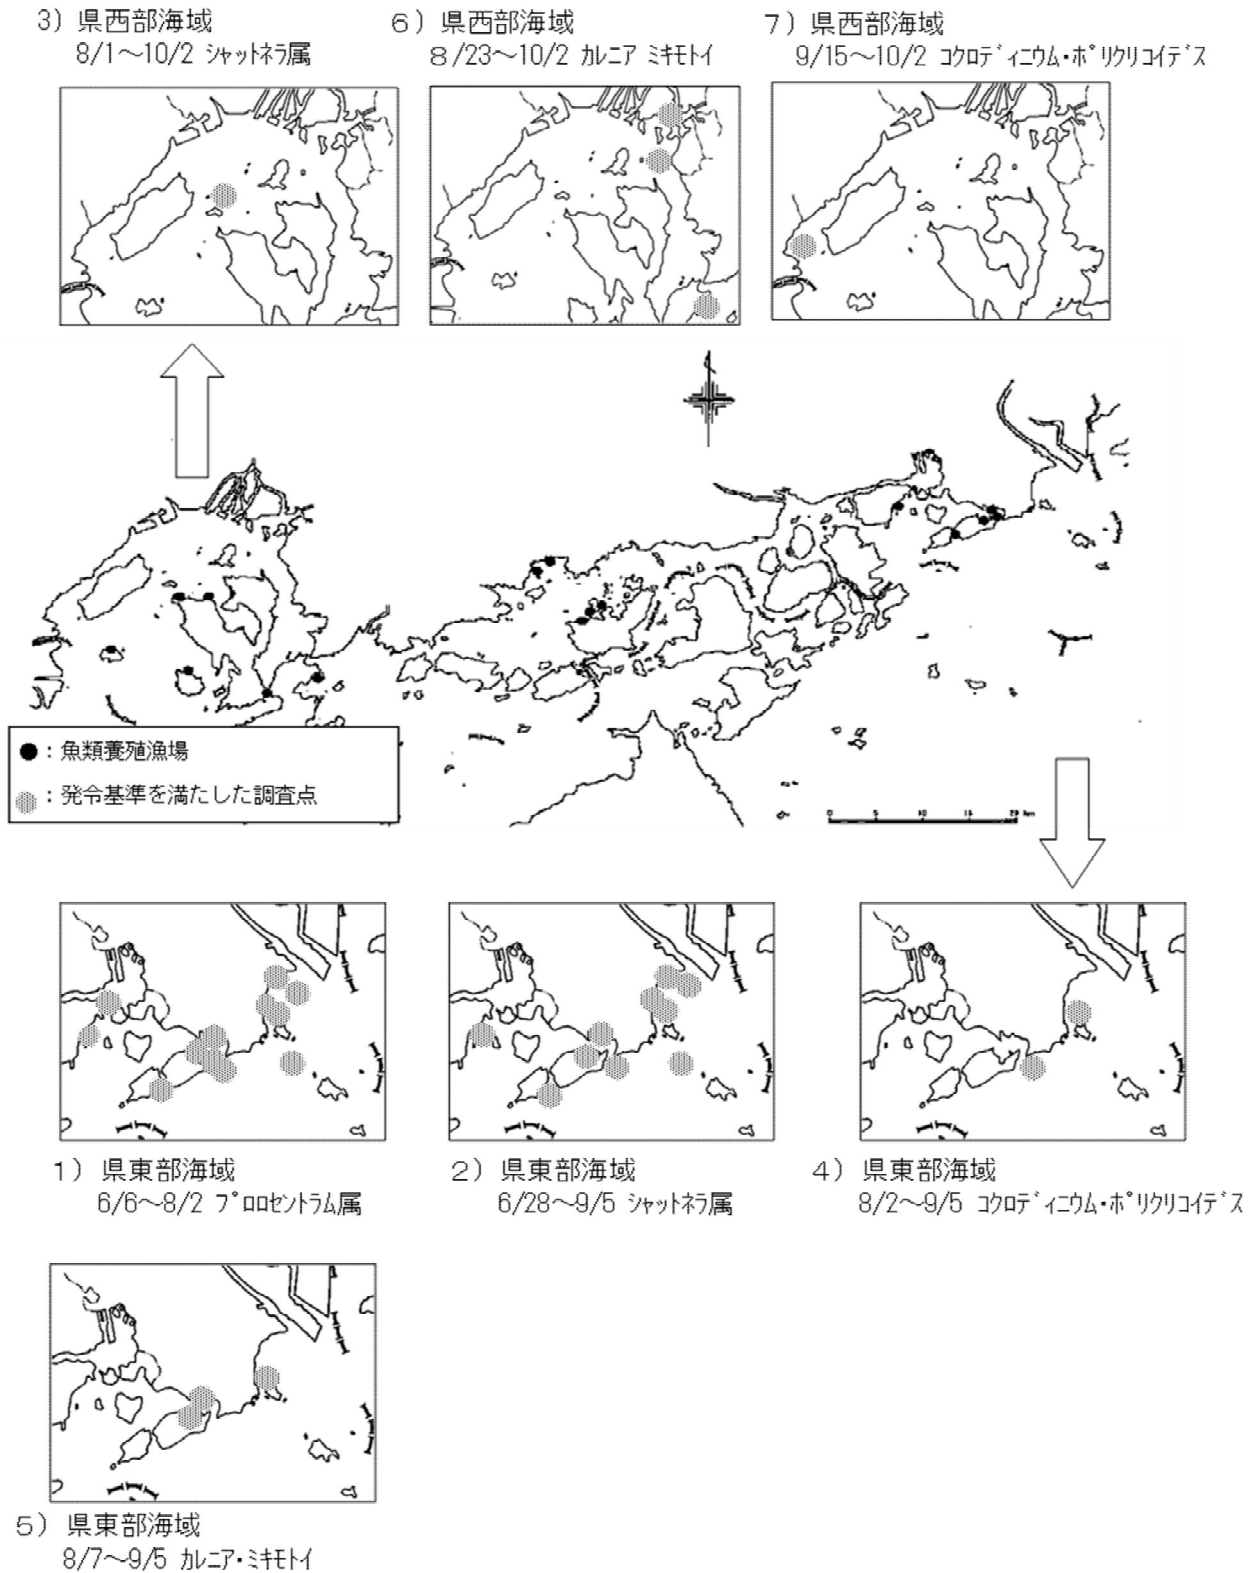 3) 県西部海域
8/1～10/2 ｼｬｯﾄﾈﾗ属
6) 県西部海域
8/23～10/2 ｶﾚﾆｱ ﾐｷﾓﾄｲ
7) 県西部海域
9/15～10/2 ｺｸﾛﾃﾞｨﾆｳﾑ・ﾎﾟﾘｸﾘｺｲﾃﾞｽ
●：魚類養殖漁場
：発令基準を満たした調査点
0 5 10 15 20 km
1) 県東部海域
6/6～8/2 ﾌﾟﾛﾛｾﾝﾄﾗﾑ属
2) 県東部海域
6/28～9/5 ｼｬｯﾄﾈﾗ属
4) 県東部海域
8/2～9/5 ｺｸﾛﾃﾞｨﾆｳﾑ・ﾎﾟﾘｸﾘｺｲﾃﾞｽ
5) 県東部海域
8/7～9/5 ｶﾚﾆｱ・ﾐｷﾓﾄｲ